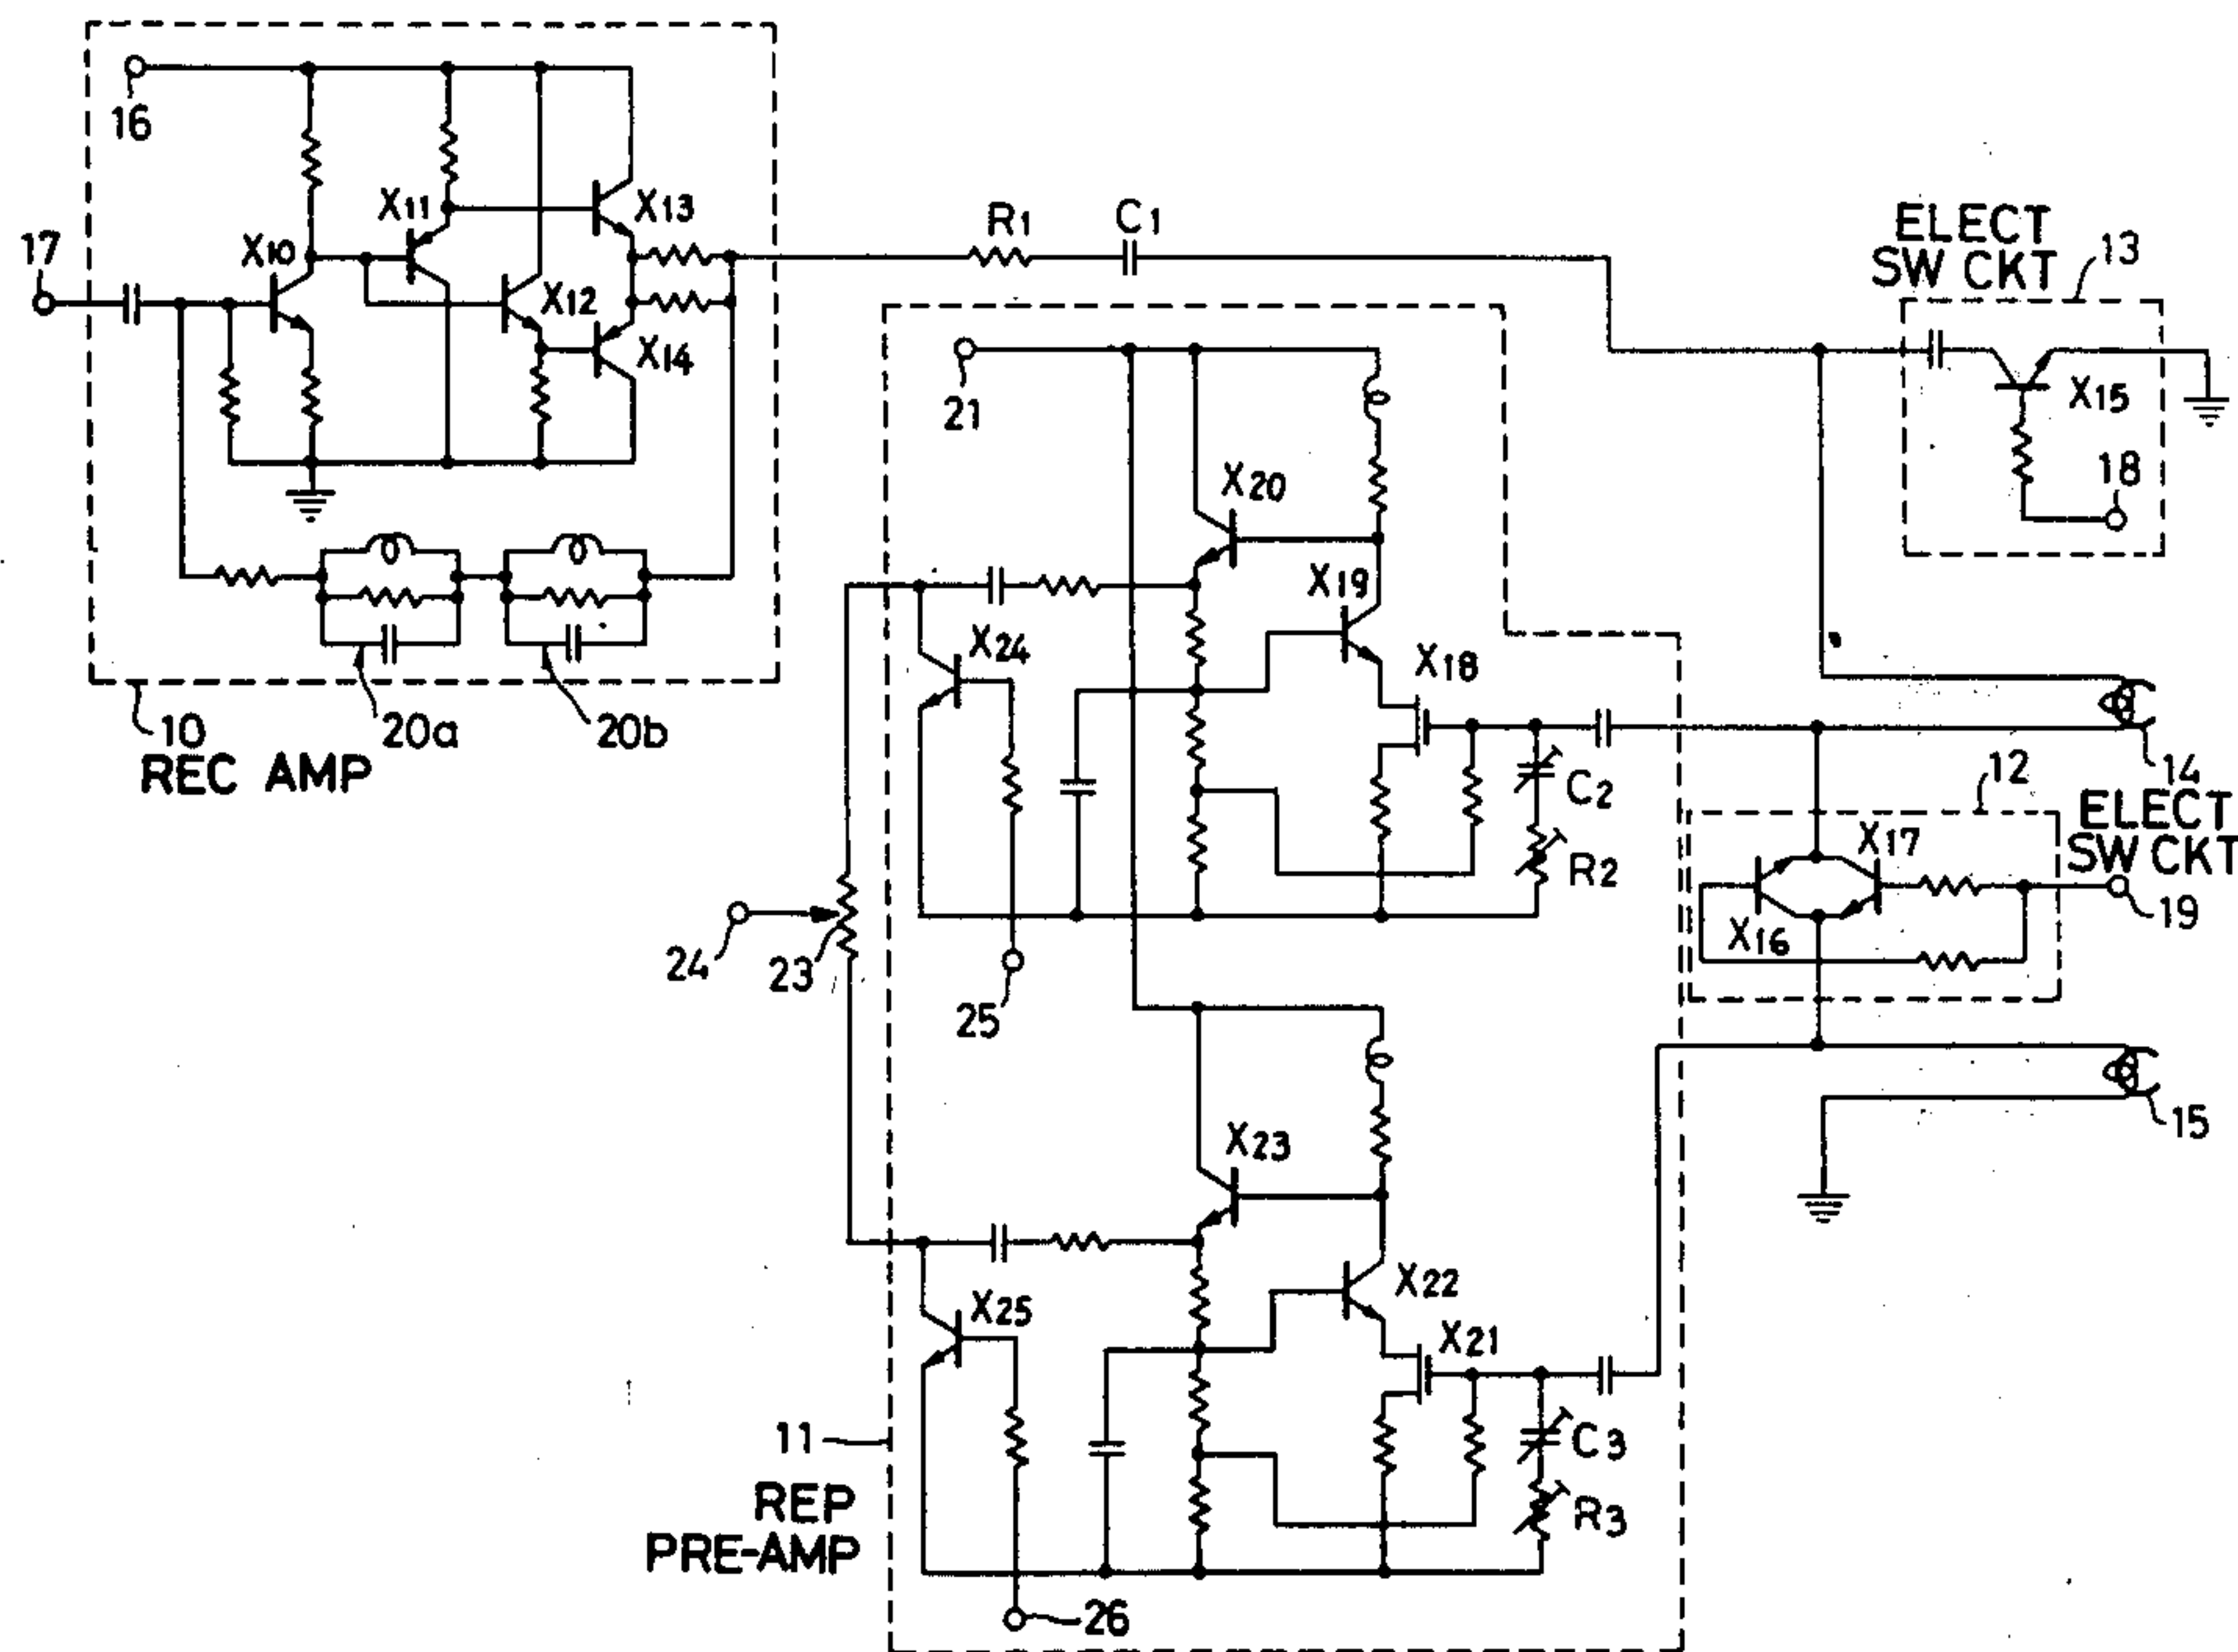 16
17
X10
X11
X12
X13
X14
R1
C1
ELECT
SW CKT
13
X15
18
21
X20
X19
X18
X24
10
REC AMP
20a
20b
C2
R2
14
12
ELECT
SW CKT
X17
X16
19
24
23
25
15
X23
X22
X21
X25
C3
R3
11
REP
PRE-AMP
26